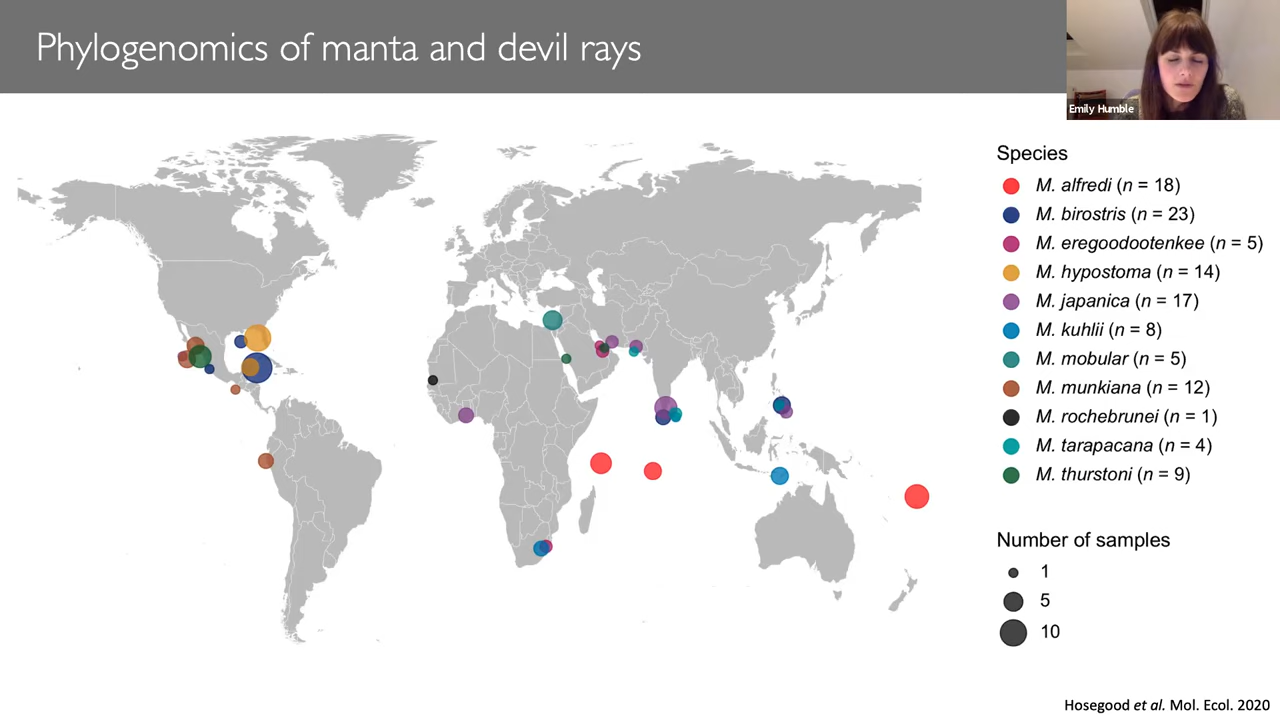 Phylogenomics of manta and devil rays
Emily Humble
Species
M. alfredi (n = 18)
M. birostris (n = 23)
M. eregoodootenkee (n = 5)
M. hypostoma (n = 14)
M. japanica (n = 17)
M. kuhlii (n = 8)
M. mobular (n = 5)
M. munkiana (n = 12)
M. rochebrunei (n = 1)
M. tarapacana (n = 4)
M. thurstoni (n = 9)
Number of samples
1
5
10
Hosegood et al. Mol. Ecol. 2020